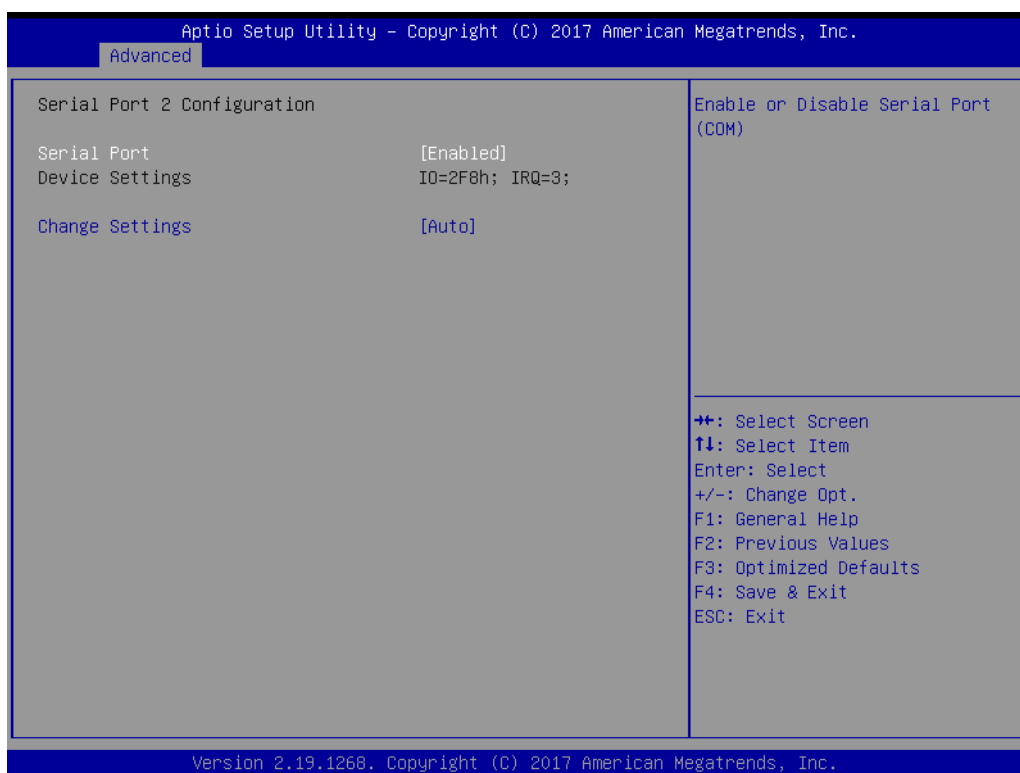 Aptio Setup Utility – Copyright (C) 2017 American Megatrends, Inc.
Advanced
Serial Port 2 Configuration
Serial Port [Enabled]
Device Settings IO=2F8h; IRQ=3;
Change Settings [Auto]
Enable or Disable Serial Port
(COM)
→←: Select Screen
↑↓: Select Item
Enter: Select
+/-: Change Opt.
F1: General Help
F2: Previous Values
F3: Optimized Defaults
F4: Save & Exit
ESC: Exit
Version 2.19.1268. Copyright (C) 2017 American Megatrends, Inc.